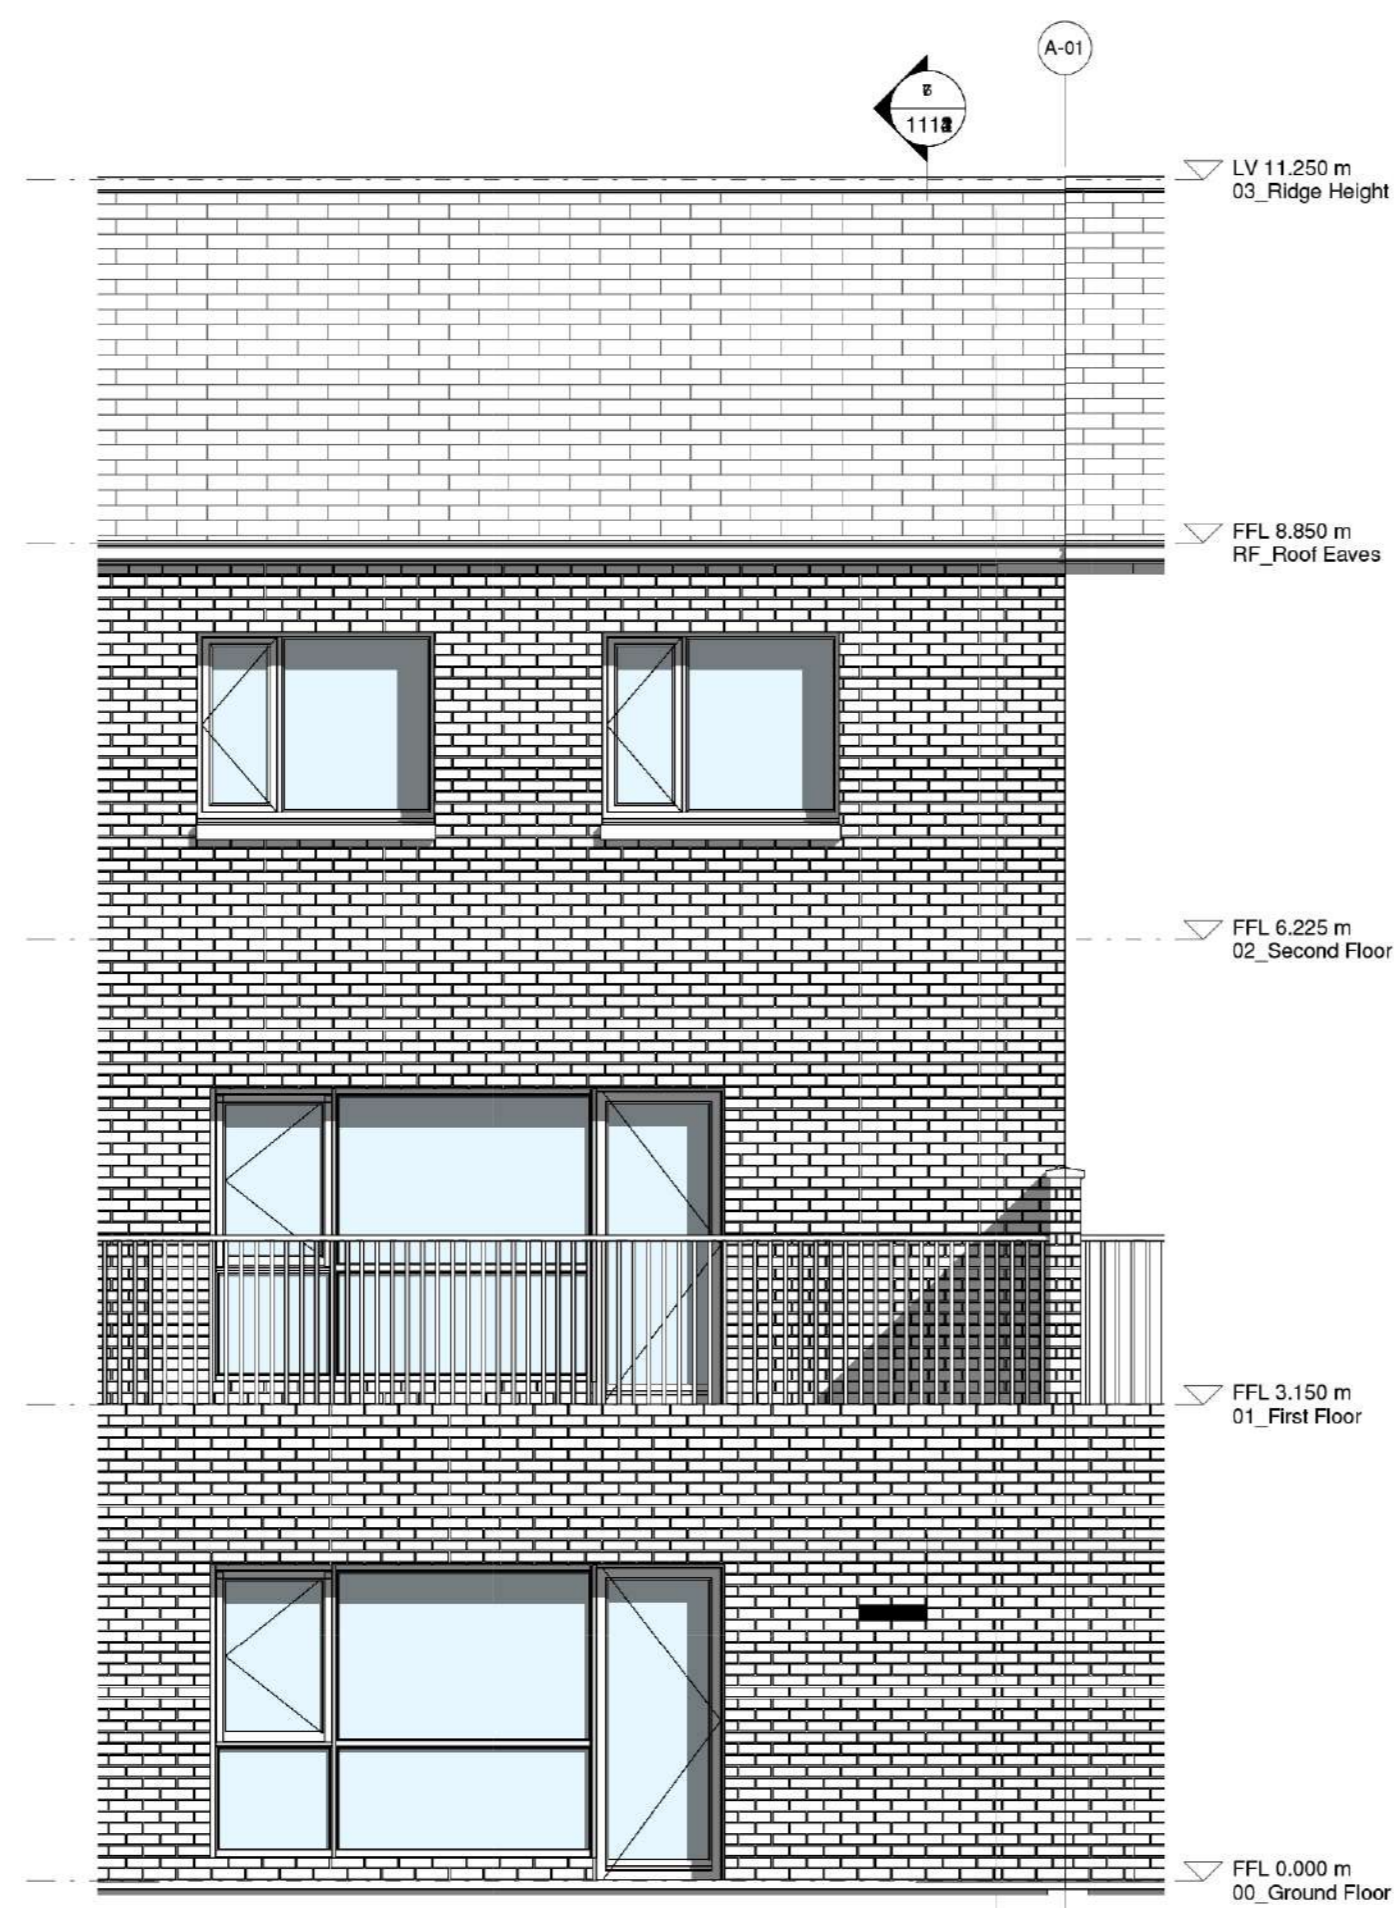 A-01
LV 11.250 m
03_Ridge Height
FFL 8.850 m
RF_Roof Eaves
FFL 6.225 m
02_Second Floor
FFL 3.150 m
01_First Floor
FFL 0.000 m
00_Ground Floor